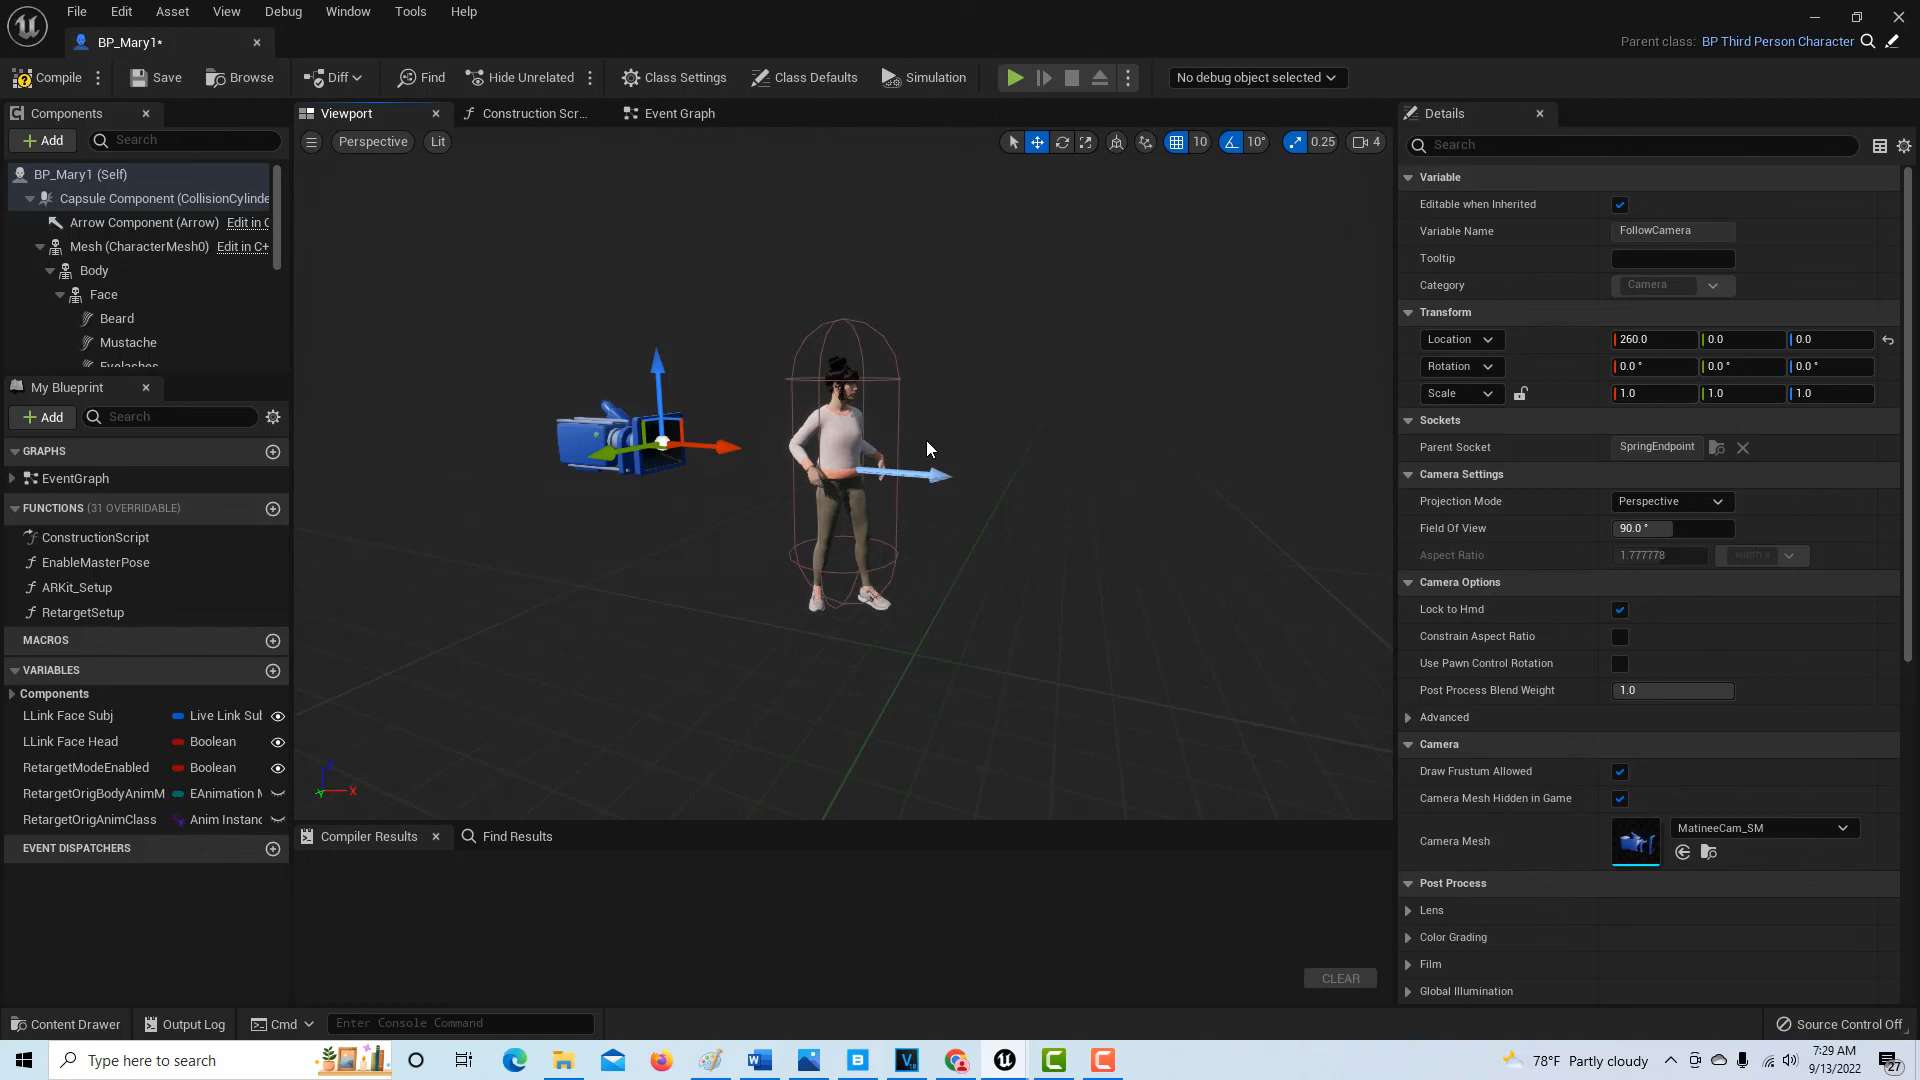 File Edit Asset View Debug Window Tools Help
BP_Mary1*
Parent class: BP Third Person Character
Compile Save Browse Diff Find Hide Unrelated Class Settings Class Defaults Simulation No debug object selected
Components
Add Search
BP_Mary1 (Self)
Capsule Component (CollisionCylinde
Arrow Component (Arrow) Edit in C
Mesh (CharacterMesh0) Edit in C+
Body
Face
Beard
Mustache
Eyelashes
My Blueprint
Add Search
GRAPHS
EventGraph
FUNCTIONS (31 OVERRIDABLE)
ConstructionScript
EnableMasterPose
ARKit_Setup
RetargetSetup
MACROS
VARIABLES
Components
LLink Face Subj Live Link Sub
LLink Face Head Boolean
RetargetModeEnabled Boolean
RetargetOrigBodyAnimM EAnimation M
RetargetOrigAnimClass Anim Instanc
EVENT DISPATCHERS
Viewport Construction Scr... Event Graph
Perspective Lit 10 10° 0.25 4
Z
X
Y
Compiler Results Find Results
CLEAR
Details
Search
Variable
Editable when Inherited
Variable Name FollowCamera
Tooltip
Category Camera
Transform
Location 260.0 0.0 0.0
Rotation 0.0 ° 0.0 ° 0.0 °
Scale 1.0 1.0 1.0
Sockets
Parent Socket SpringEndpoint
Camera Settings
Projection Mode Perspective
Field Of View 90.0 °
Aspect Ratio 1.777778 width x
Camera Options
Lock to Hmd
Constrain Aspect Ratio
Use Pawn Control Rotation
Post Process Blend Weight 1.0
Advanced
Camera
Draw Frustum Allowed
Camera Mesh Hidden in Game
Camera Mesh MatineeCam_SM
Post Process
Lens
Color Grading
Film
Global Illumination
Content Drawer Output Log Cmd Enter Console Command Source Control Off
Type here to search
78°F Partly cloudy
7:29 AM
9/13/2022
27